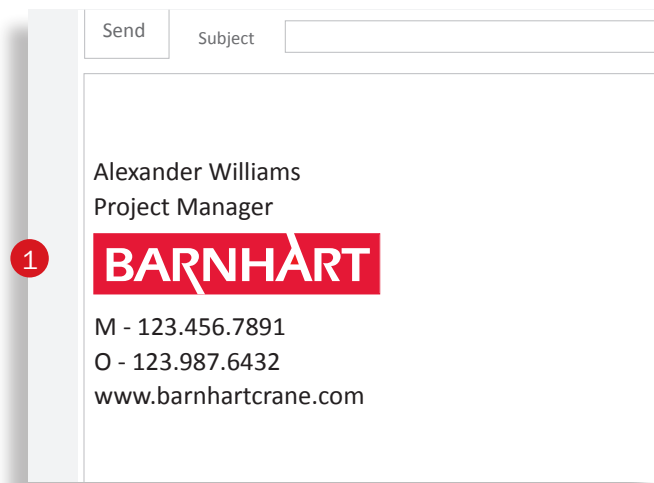 Send
Subject
Alexander Williams
Project Manager
1
BARNHART
M - 123.456.7891
O - 123.987.6432
www.barnhartcrane.com